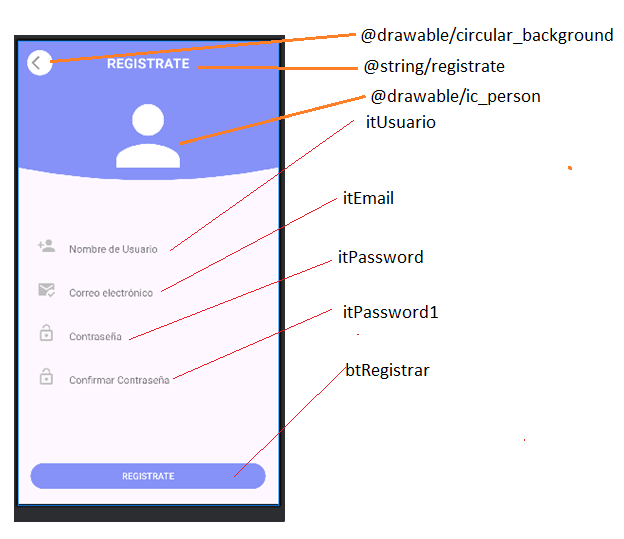 @drawable/circular_background
REGISTRATE
@string/registrate
@drawable/ic_person
itUsuario
itEmail
Nombre de Usuario
itPassword
Correo electrónico
itPassword1
Contraseña
btRegistrar
Confirmar Contraseña
REGISTRATE